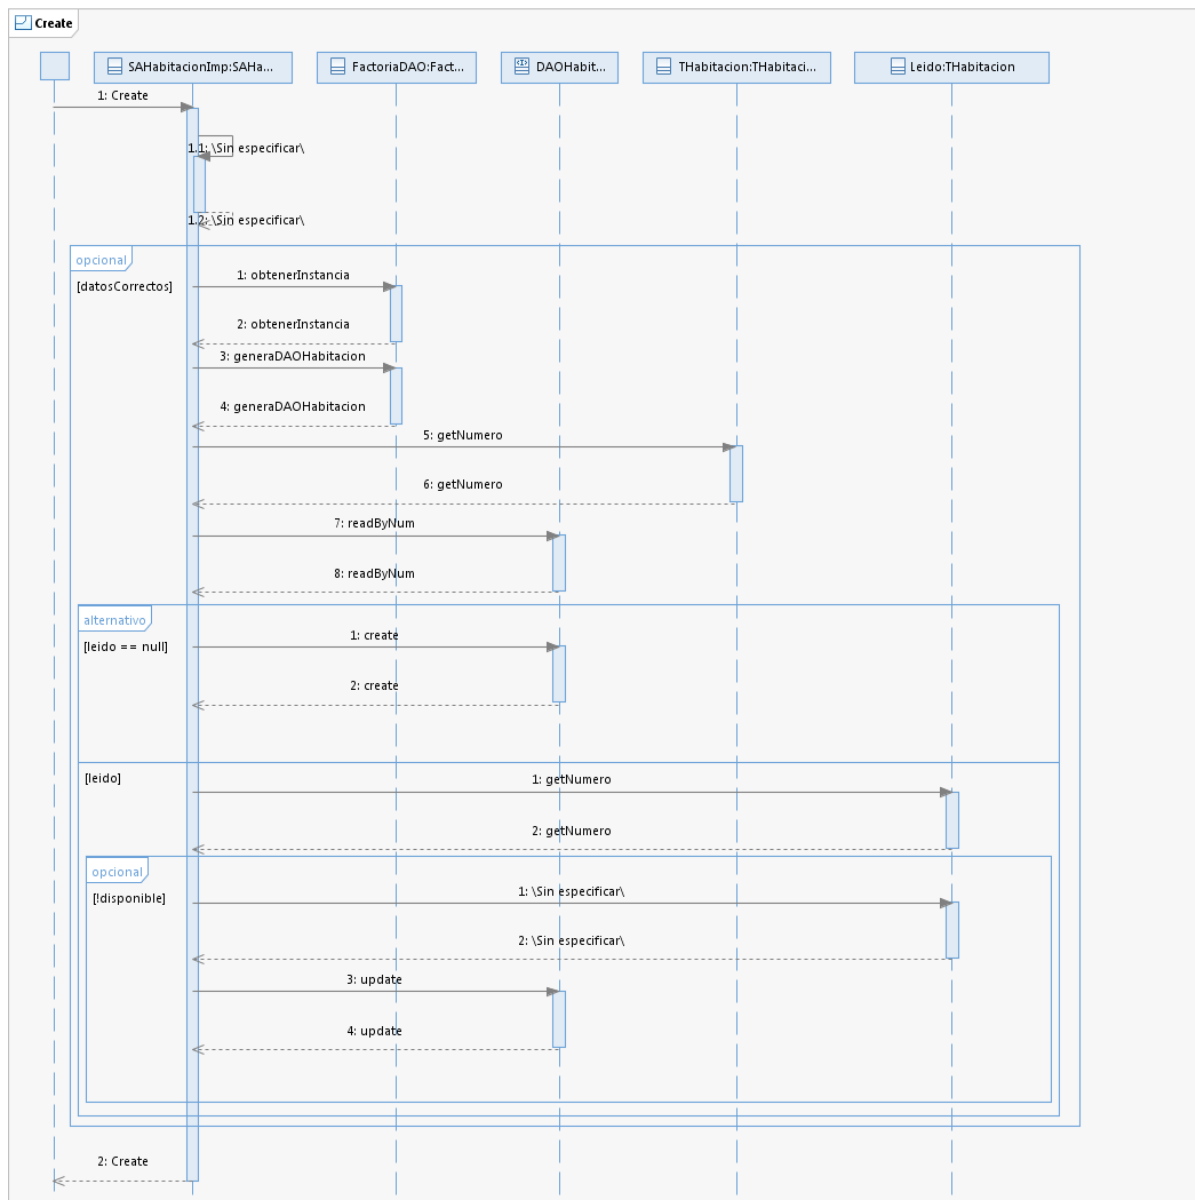 Create
SAHabitacionImp:SAHa...
FactoriaDAO:Fact...
DAOHabit...
THabitacion:THabitaci...
Leido:THabitacion
1: Create
1.1: \Sin especificar\
1.2: \Sin especificar\
opcional
[datosCorrectos]
1: obtenerInstancia
2: obtenerInstancia
3: generaDAOHabitacion
4: generaDAOHabitacion
5: getNumero
6: getNumero
7: readByNum
8: readByNum
alternativo
[leido == null]
1: create
2: create
[leido]
1: getNumero
2: getNumero
opcional
[!disponible]
1: \Sin especificar\
2: \Sin especificar\
3: update
4: update
2: Create